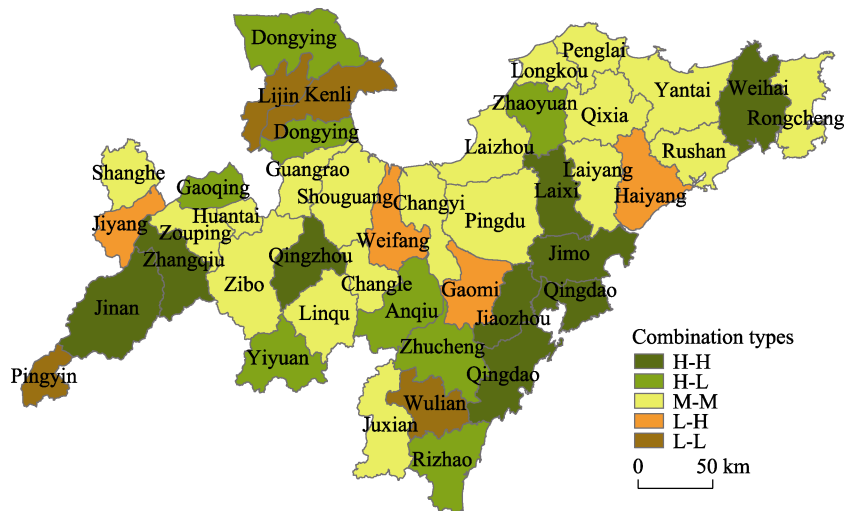 Dongying
Penglai
Longkou
Yantai
Weihai
Lijin Kenli
Zhaoyuan
Qixia
Rongcheng
Dongying
Laizhou
Rushan
Guangrao
Laiyang
Shanghe
Gaoqing
Shouguang
Changyi
Laixi
Haiyang
Huantai
Pingdu
Jiyang
Zouping
Weifang
Zhangqiu
Qingzhou
Jimo
Zibo
Changle
Gaomi
Qingdao
Jinan
Linqu
Anqiu
Jiaozhou
Yiyuan
Zhucheng
Pingyin
Qingdao
Wulian
Juxian
Rizhao
Combination types
H-H
H-L
M-M
L-H
L-L
0 50 km